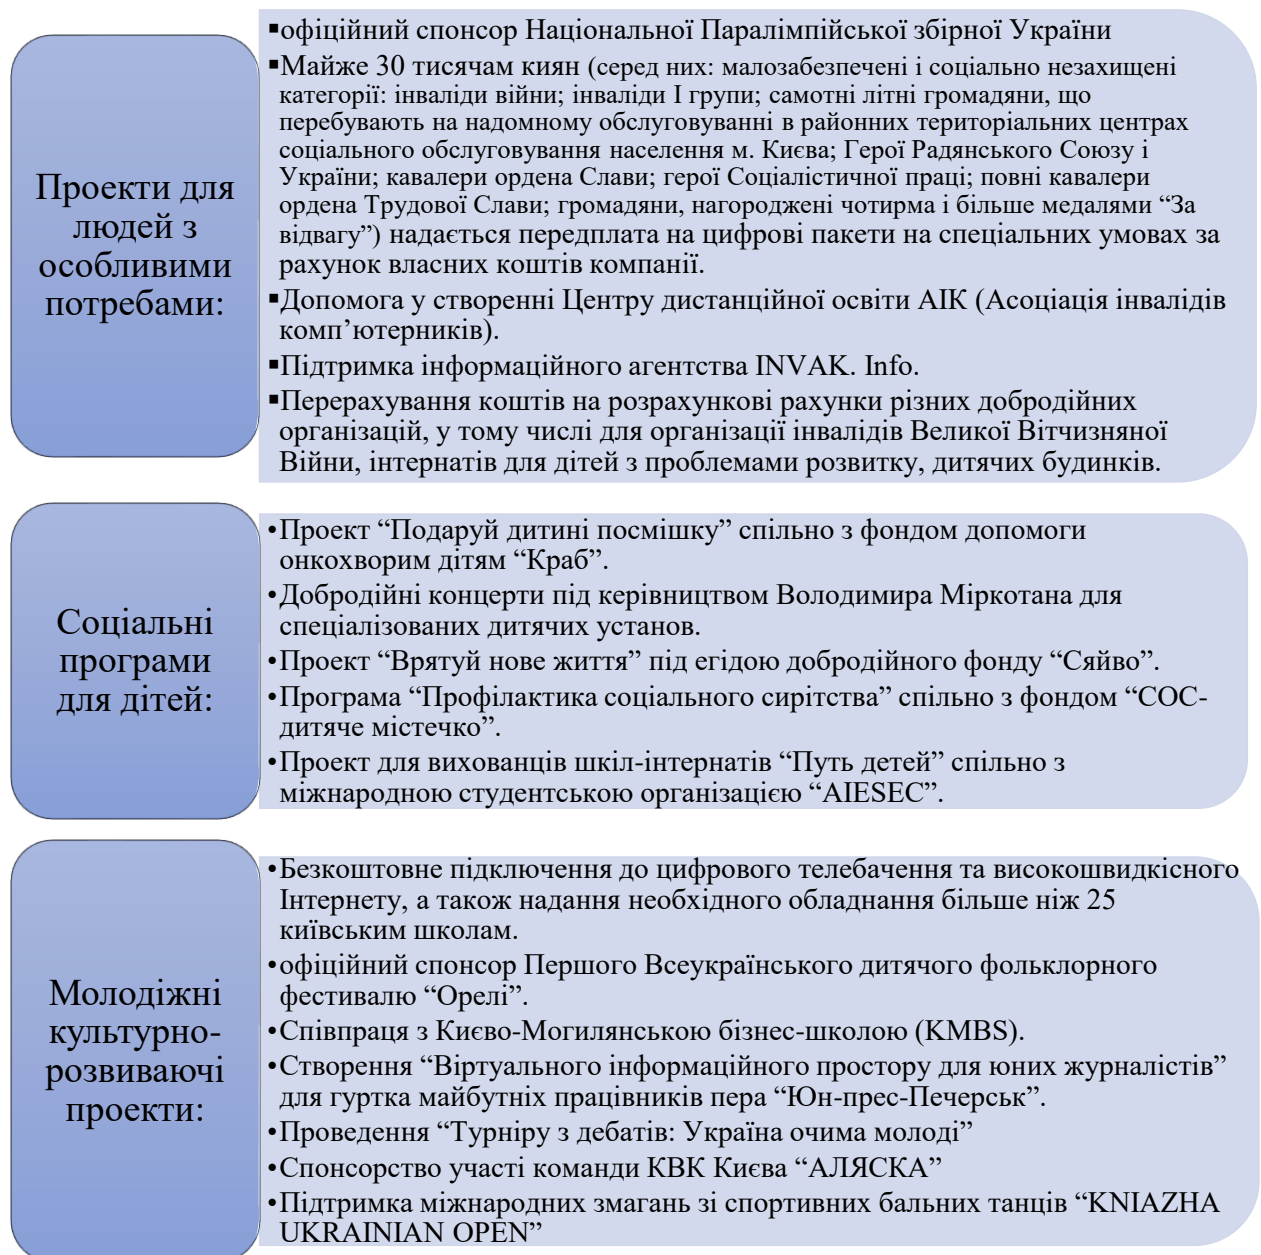 Проекти для
людей з
особливими
потребами:
▪офіційний спонсор Національної Паралімпійської збірної України
▪Майже 30 тисячам киян (серед них: малозабезпечені і соціально незахищені
категорії: інваліди війни; інваліди І групи; самотні літні громадяни, що
перебувають на надомному обслуговуванні в районних територіальних центрах
соціального обслуговування населення м. Києва; Герої Радянського Союзу і
України; кавалери ордена Слави; герої Соціалістичної праці; повні кавалери
ордена Трудової Слави; громадяни, нагороджені чотирма і більше медалями “За
відвагу”) надається передплата на цифрові пакети на спеціальних умовах за
рахунок власних коштів компанії.
▪Допомога у створенні Центру дистанційної освіти АІК (Асоціація інвалідів
комп’ютерників).
▪Підтримка інформаційного агентства INVAK. Info.
▪Перерахування коштів на розрахункові рахунки різних добродійних
організацій, у тому числі для організації інвалідів Великої Вітчизняної
Війни, інтернатів для дітей з проблемами розвитку, дитячих будинків.
Соціальні
програми
для дітей:
•Проект “Подаруй дитині посмішку” спільно з фондом допомоги
онкохворим дітям “Краб”.
•Добродійні концерти під керівництвом Володимира Міркотана для
спеціалізованих дитячих установ.
•Проект “Врятуй нове життя” під егідою добродійного фонду “Сяйво”.
•Програма “Профілактика соціального сирітства” спільно з фондом “СОС-
дитяче містечко”.
•Проект для вихованців шкіл-інтернатів “Путь детей” спільно з
міжнародною студентською організацією “AIESEC”.
Молодіжні
культурно-
розвиваючі
проекти:
•Безкоштовне підключення до цифрового телебачення та високошвидкісного
Інтернету, а також надання необхідного обладнання більше ніж 25
київським школам.
•офіційний спонсор Першого Всеукраїнського дитячого фольклорного
фестивалю “Орелі”.
•Співпраця з Києво-Могилянською бізнес-школою (KMBS).
•Створення “Віртуального інформаційного простору для юних журналістів”
для гуртка майбутніх працівників пера “Юн-прес-Печерськ”.
•Проведення “Турніру з дебатів: Україна очима молоді”
•Спонсорство участі команди КВК Києва “АЛЯСКА”
•Підтримка міжнародних змагань зі спортивних бальних танців “KNIAZHA
UKRAINIAN OPEN”